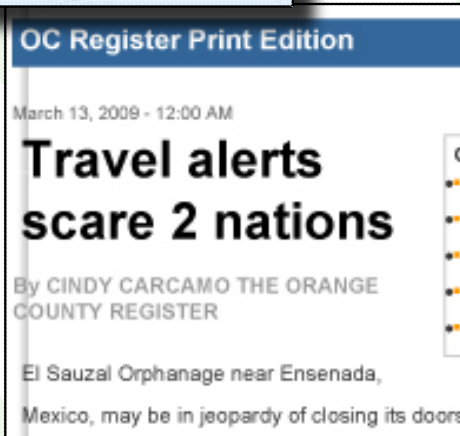 OC Register Print Edition
March 13, 2009 - 12:00 AM
Travel alerts
scare 2 nations
By CINDY CARCAMO THE ORANGE
COUNTY REGISTER
El Sauzal Orphanage near Ensenada,
Mexico, may be in jeopardy of closing its doors